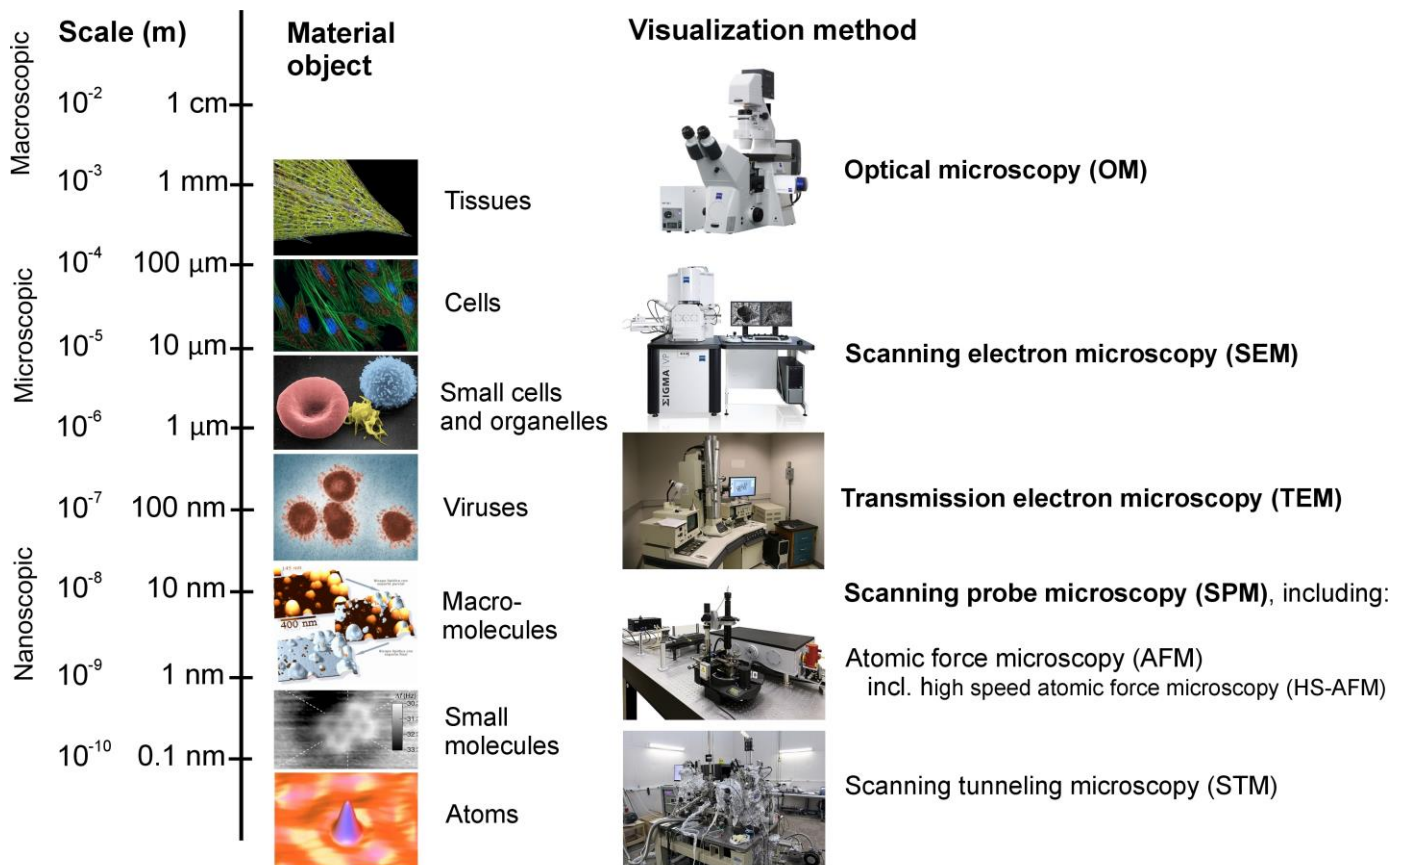 Scale (m)
Material
object
Visualization method
Macroscopic
Microscopic
Nanoscopic
10-2 1 cm
10-3 1 mm
10-4 100 µm
10-5 10 µm
10-6 1 µm
10-7 100 nm
10-8 10 nm
10-9 1 nm
10-10 0.1 nm
Tissues
Cells
Small cells
and organelles
Viruses
400 nm
Macro-
molecules
Small
molecules
Atoms
Optical microscopy (OM)
ΣIGMA VP
Scanning electron microscopy (SEM)
Transmission electron microscopy (TEM)
Scanning probe microscopy (SPM), including:
Atomic force microscopy (AFM)
incl. high speed atomic force microscopy (HS-AFM)
Scanning tunneling microscopy (STM)